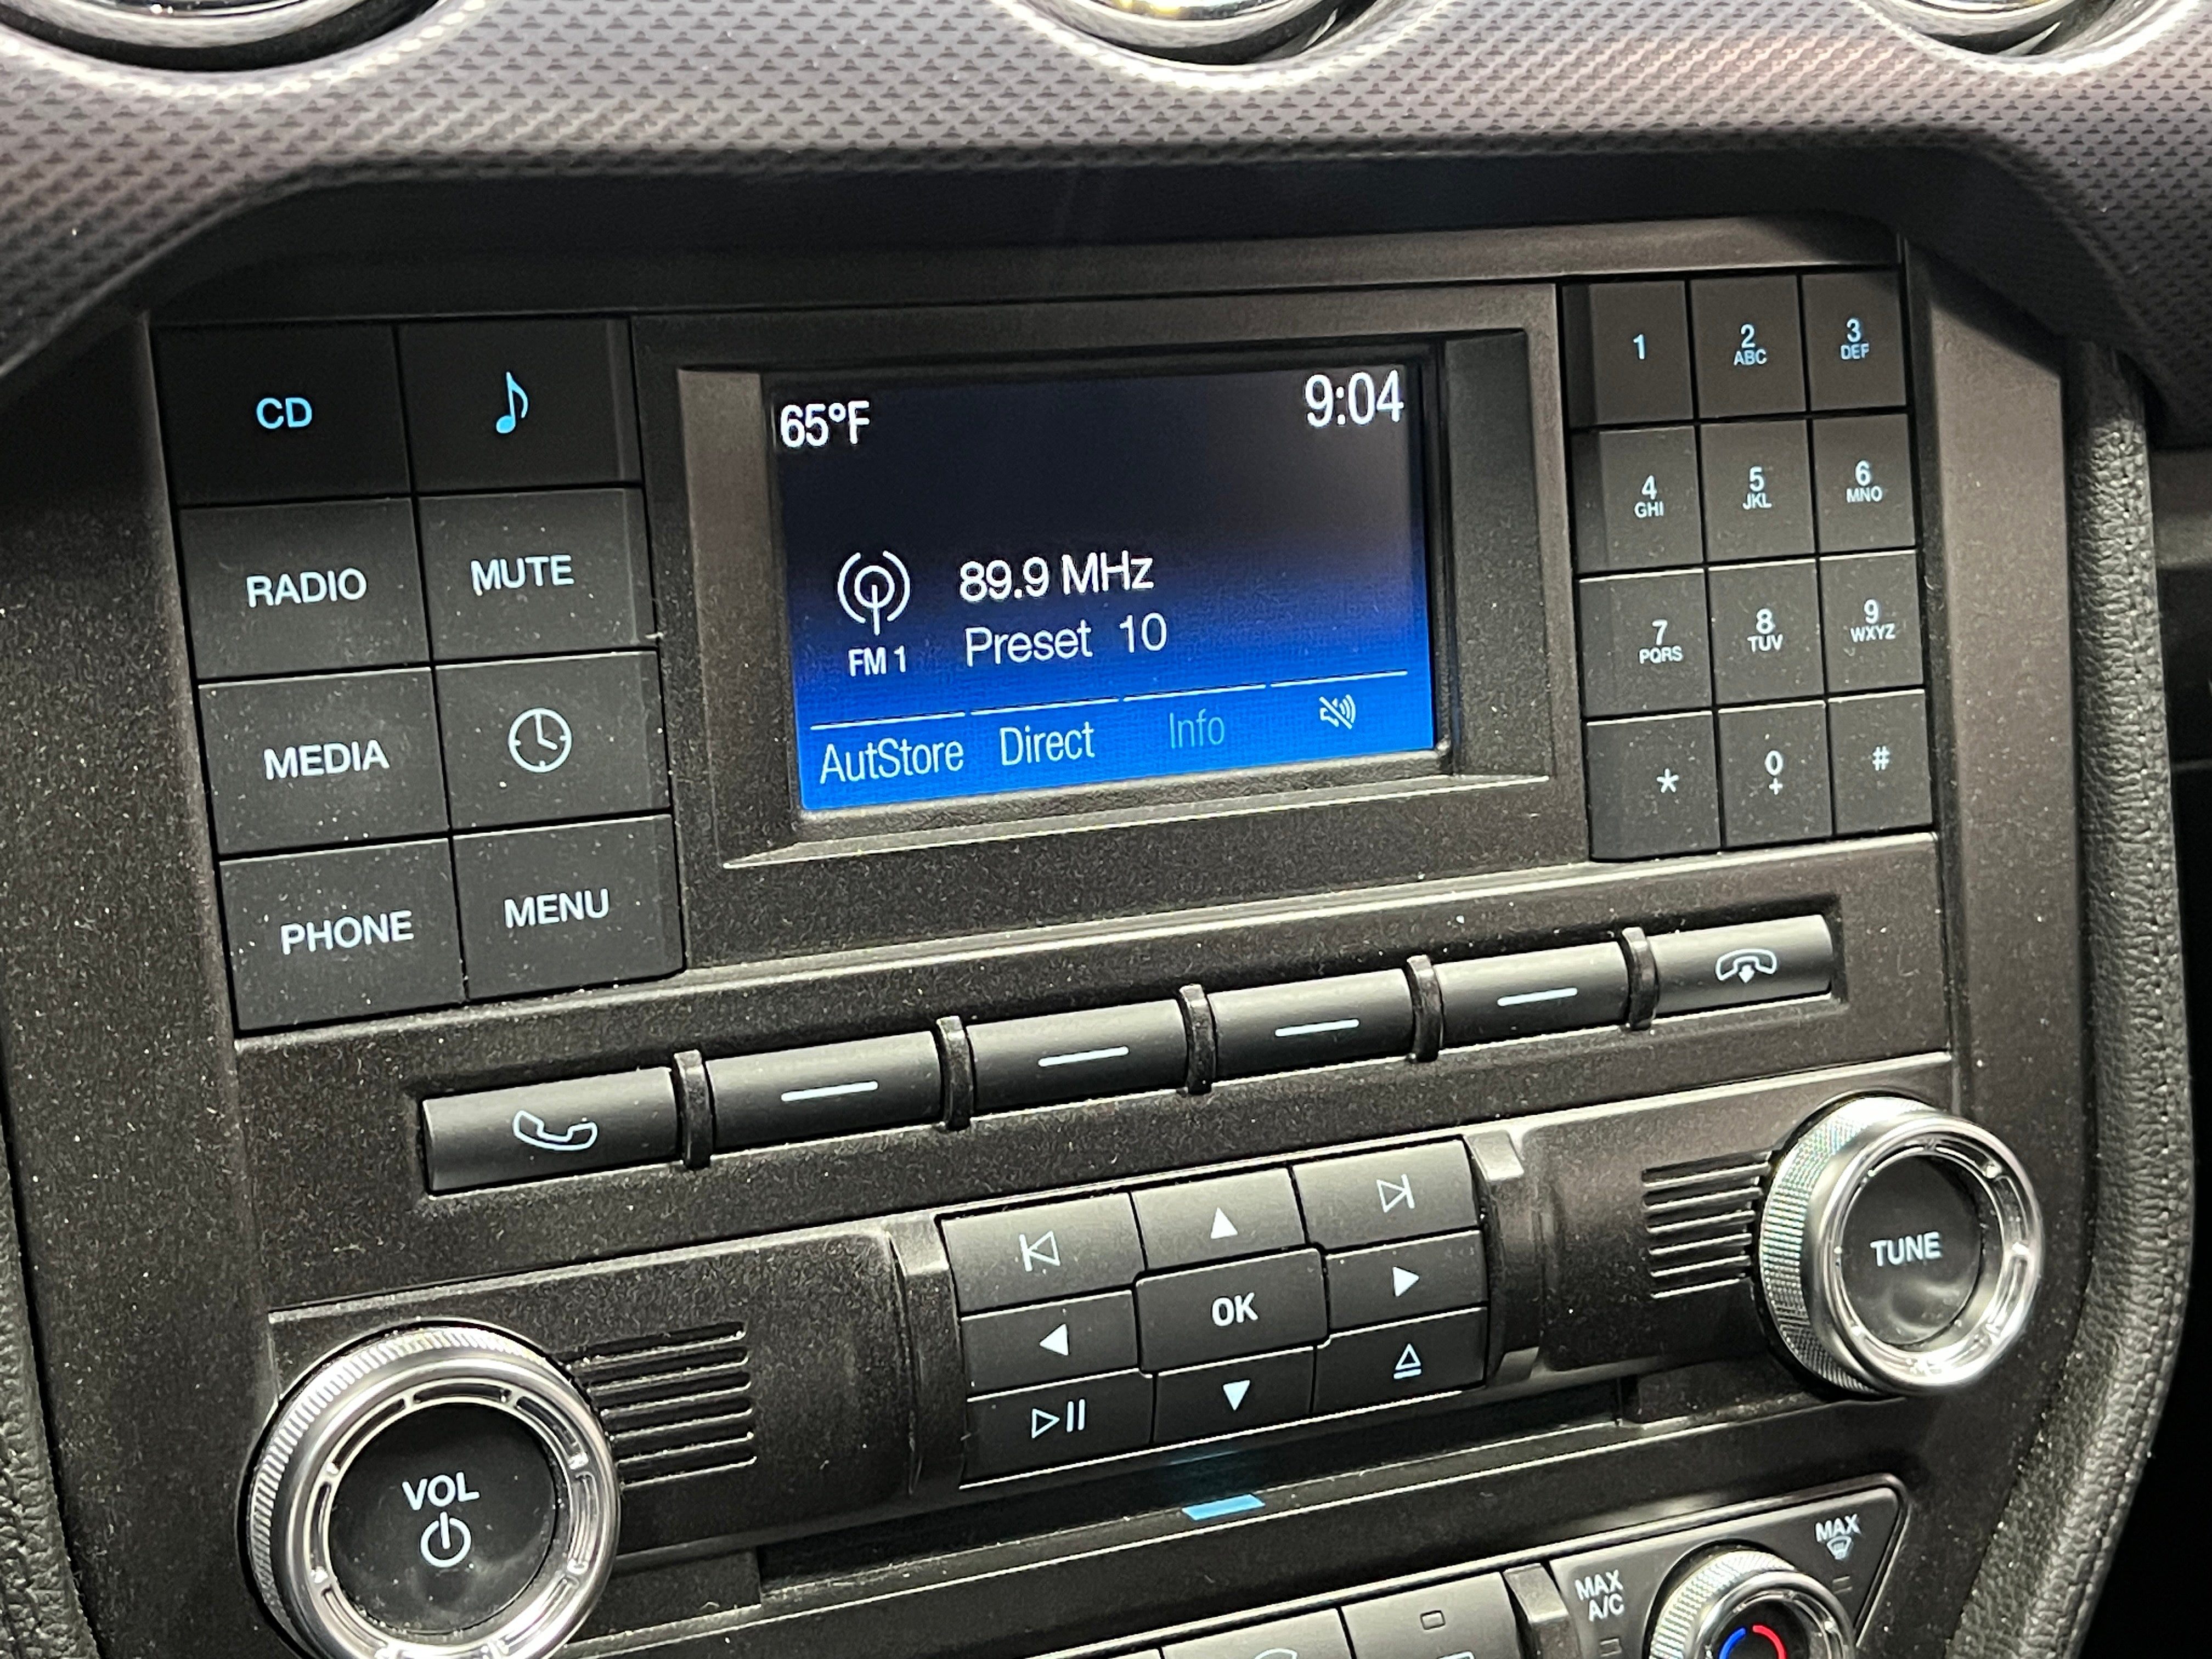 CD
RADIO
MUTE
MEDIA
PHONE
MENU
65°F
9:04
89.9 MHz
FM 1
Preset 10
AutStore
Direct
Info
1
2
ABC
3
DEF
4
GHI
5
JKL
6
MNO
7
PQRS
8
TUV
9
WXYZ
*
0
+
#
OK
TUNE
VOL
MAX
A/C
MAX